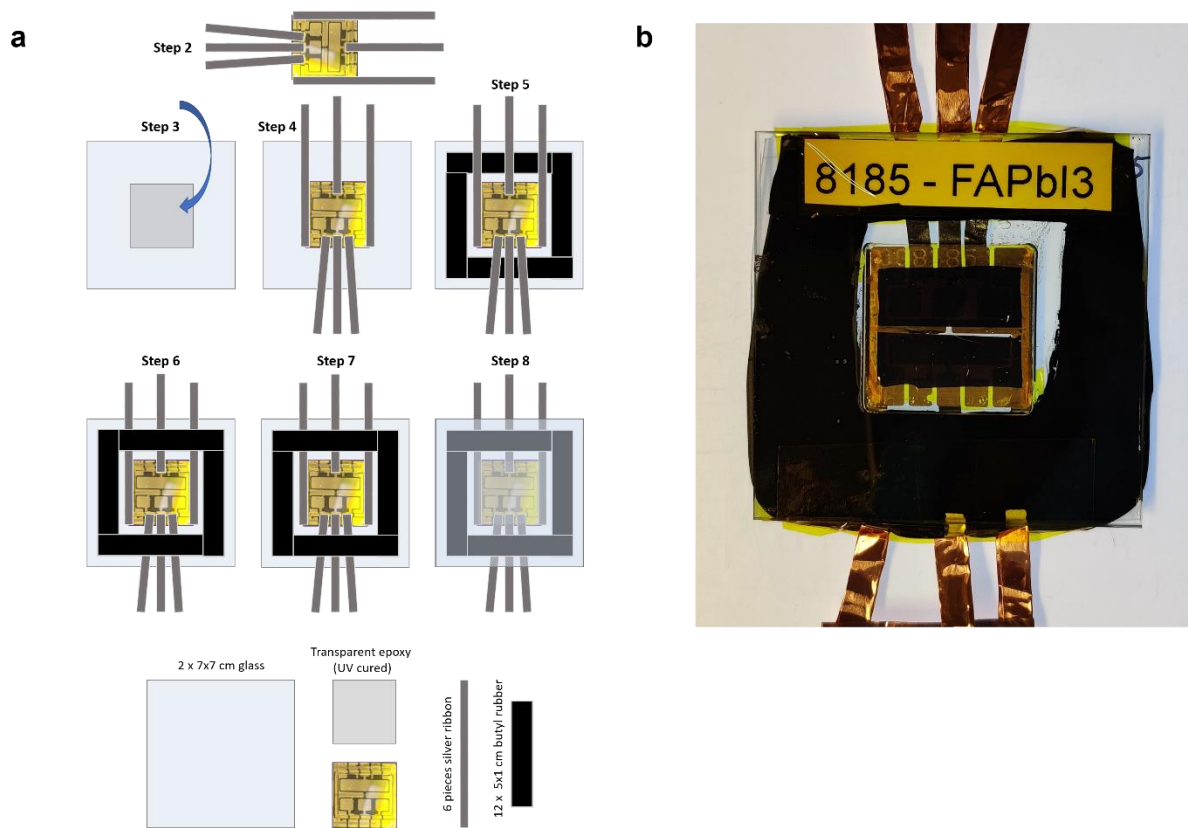 a
b
Step 2
Step 3
Step 4
Step 5
8185 - FAPbI3
Step 6
Step 7
Step 8
2 x 7x7 cm glass
Transparent epoxy
(UV cured)
6 pieces silver ribbon
12 x 5x1 cm butyl rubber